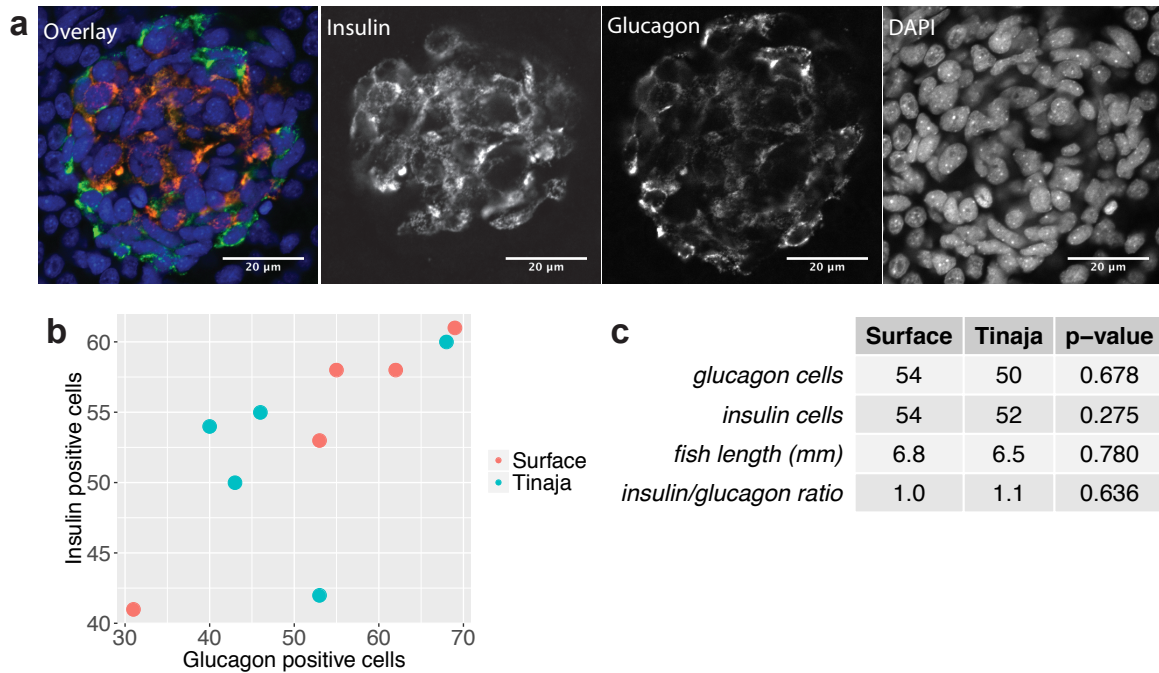 a
Overlay
Insulin
Glucagon
DAPI
20 µm
20 µm
20 µm
20 µm
b
Insulin positive cells
60
55
50
45
40
30 40 50 60 70
Glucagon positive cells
Surface
Tinaja
c
Surface Tinaja p−value
glucagon cells 54 50 0.678
insulin cells 54 52 0.275
fish length (mm) 6.8 6.5 0.780
insulin/glucagon ratio 1.0 1.1 0.636